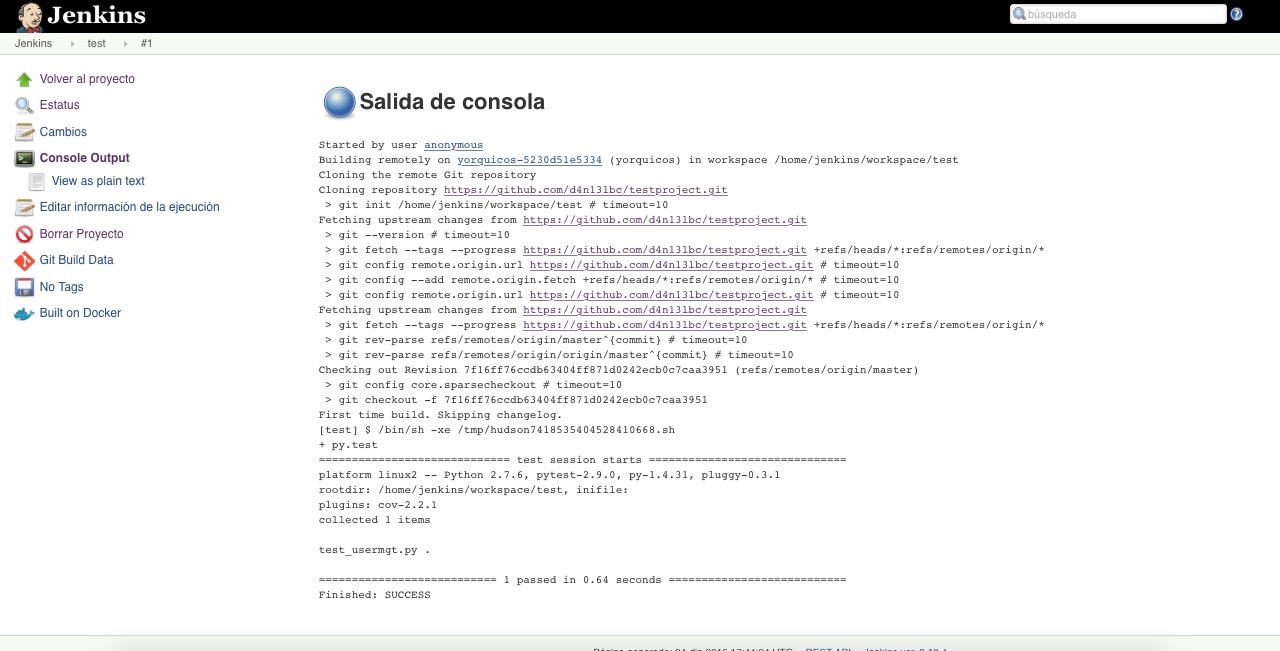 Jenkins
búsqueda
Jenkins test #1
Volver al proyecto
Estatus
Cambios
Console Output
View as plain text
Editar información de la ejecución
Borrar Proyecto
Git Build Data
No Tags
Built on Docker
Salida de consola
Started by user anonymous
Building remotely on yorquicos-5230d51e5334 (yorquicos) in workspace /home/jenkins/workspace/test
Cloning the remote Git repository
Cloning repository https://github.com/d4n13lbc/testproject.git
> git init /home/jenkins/workspace/test # timeout=10
Fetching upstream changes from https://github.com/d4n13lbc/testproject.git
> git --version # timeout=10
> git fetch --tags --progress https://github.com/d4n13lbc/testproject.git +refs/heads/*:refs/remotes/origin/*
> git config remote.origin.url https://github.com/d4n13lbc/testproject.git # timeout=10
> git config --add remote.origin.fetch +refs/heads/*:refs/remotes/origin/* # timeout=10
> git config remote.origin.url https://github.com/d4n13lbc/testproject.git # timeout=10
Fetching upstream changes from https://github.com/d4n13lbc/testproject.git
> git fetch --tags --progress https://github.com/d4n13lbc/testproject.git +refs/heads/*:refs/remotes/origin/*
> git rev-parse refs/remotes/origin/master^{commit} # timeout=10
> git rev-parse refs/remotes/origin/origin/master^{commit} # timeout=10
Checking out Revision 7f16ff76ccdb63404ff871d0242ecb0c7caa3951 (refs/remotes/origin/master)
> git config core.sparsecheckout # timeout=10
> git checkout -f 7f16ff76ccdb63404ff871d0242ecb0c7caa3951
First time build. Skipping changelog.
[test] $ /bin/sh -xe /tmp/hudson7418535404528410668.sh
+ py.test
============================= test session starts ==============================
platform linux2 -- Python 2.7.6, pytest-2.9.0, py-1.4.31, pluggy-0.3.1
rootdir: /home/jenkins/workspace/test, inifile:
plugins: cov-2.2.1
collected 1 items
test_usermgt.py .
=========================== 1 passed in 0.64 seconds ===========================
Finished: SUCCESS
REST API